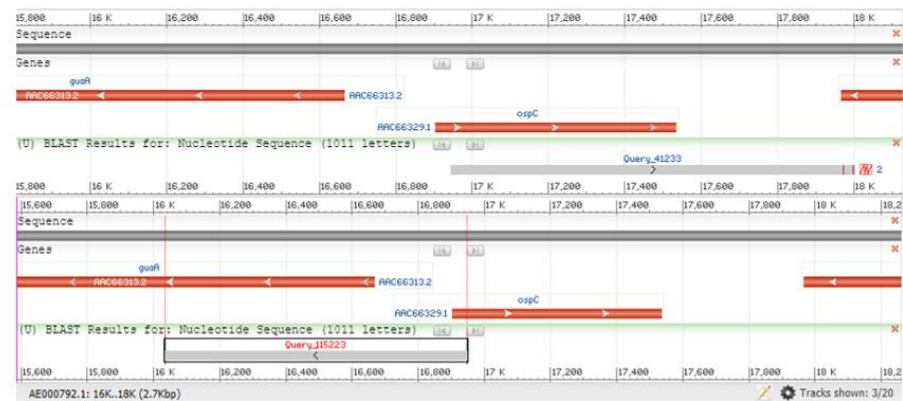 15,800 16 K 16,200 16,400 16,600 16,800 17 K 17,200 17,400 17,600 17,800 18 K
Sequence
Genes
guaA
AAC66313.2 AAC66313.2
ospC
AAC66329.1
(U) BLAST Results for: Nucleotide Sequence (1011 letters)
Query_41233
2
15,800 16 K 16,200 16,400 16,600 16,800 17 K 17,200 17,400 17,600 17,800 18 K
15,600 15,800 16 K 16,200 16,400 16,600 16,800 17 K 17,200 17,400 17,600 17,800 18 K 18,2
Sequence
Genes
guaA
AAC66313.2 AAC66313.2
ospC
AAC66329.1
(U) BLAST Results for: Nucleotide Sequence (1011 letters)
Query_115223
15,600 15,800 16 K 16,200 16,400 16,600 16,800 17 K 17,200 17,400 17,600 17,800 18 K 18,2
AE000792.1: 16K..18K (2.7Kbp) Tracks shown: 3/20